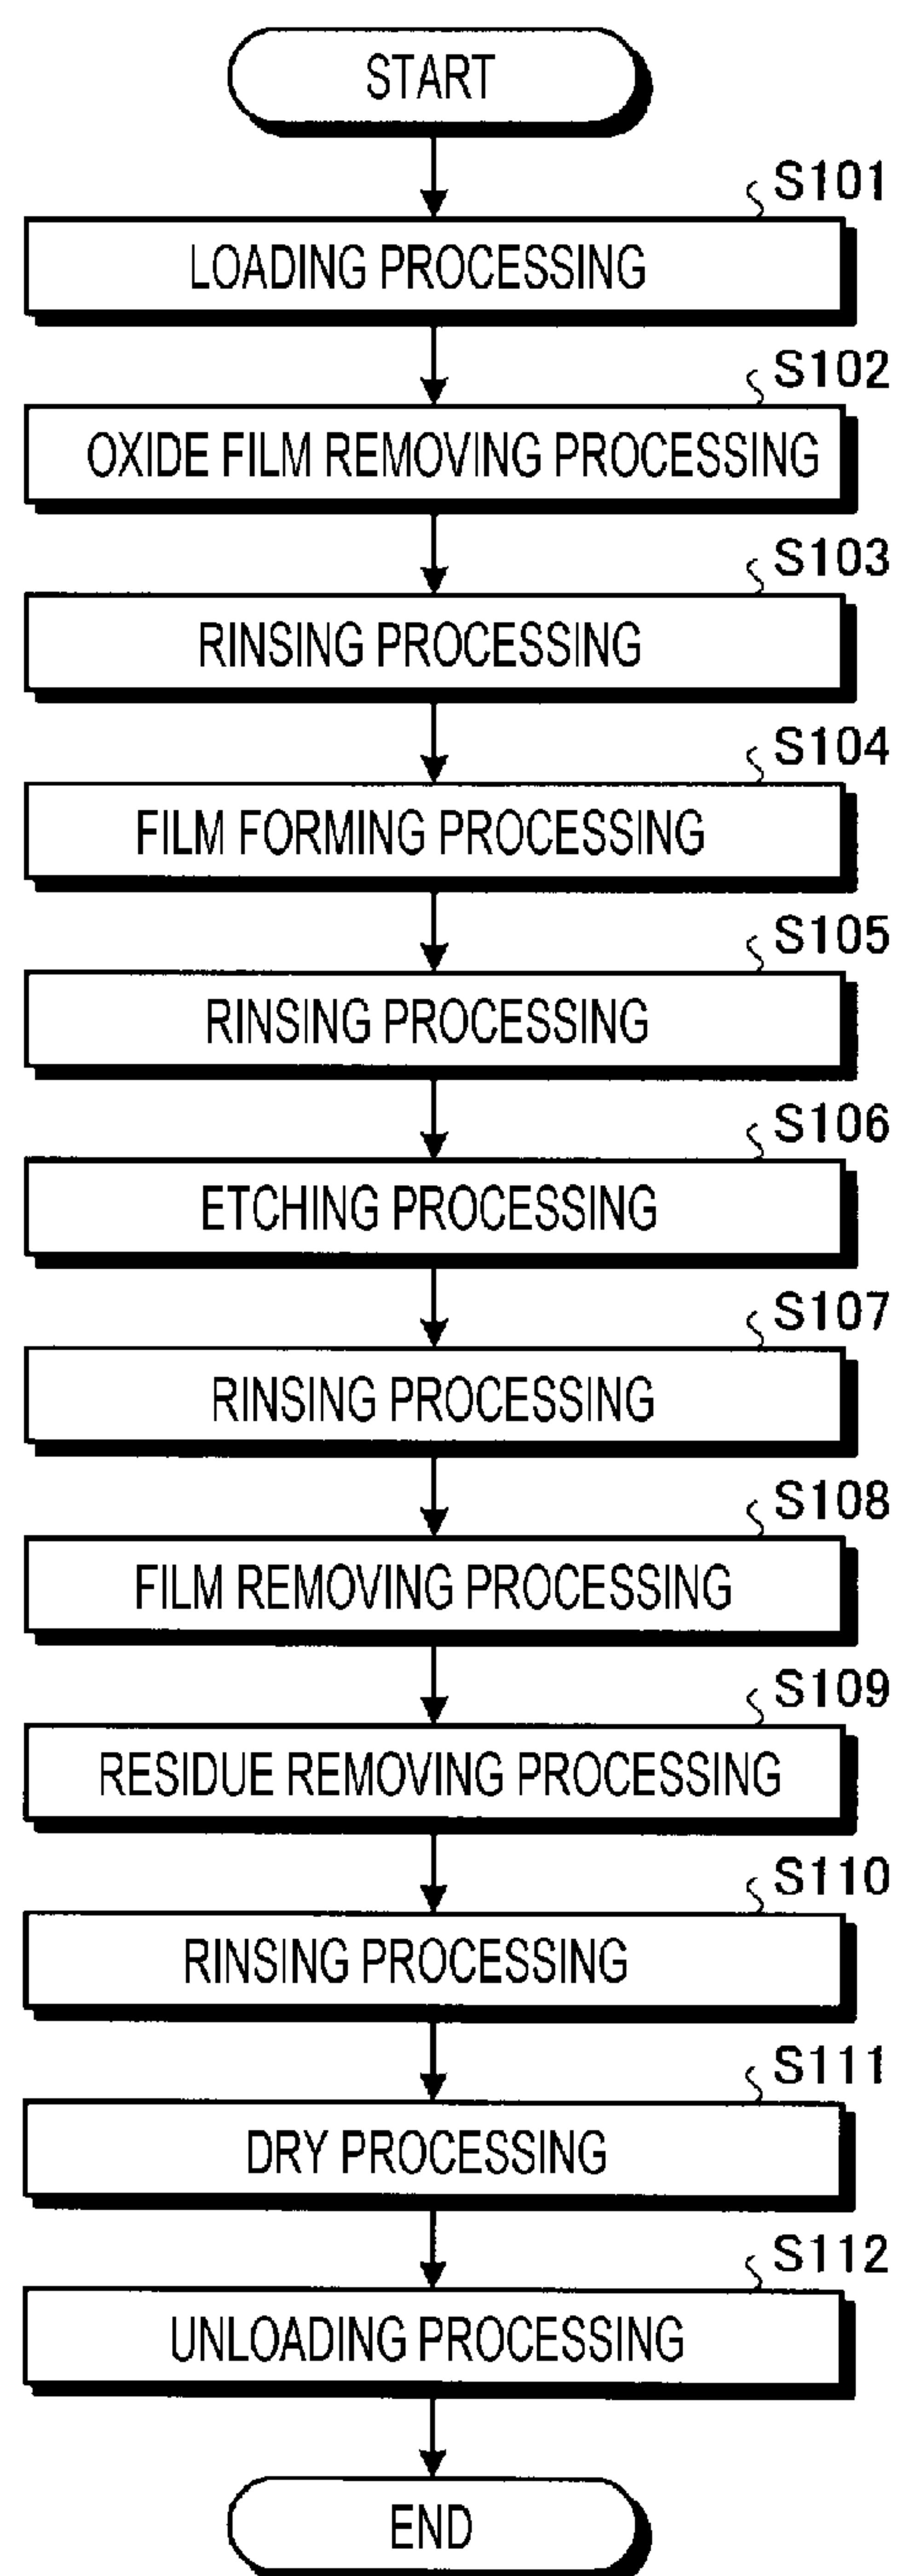 START
S101
LOADING PROCESSING
S102
OXIDE FILM REMOVING PROCESSING
S103
RINSING PROCESSING
S104
FILM FORMING PROCESSING
S105
RINSING PROCESSING
S106
ETCHING PROCESSING
S107
RINSING PROCESSING
S108
FILM REMOVING PROCESSING
S109
RESIDUE REMOVING PROCESSING
S110
RINSING PROCESSING
S111
DRY PROCESSING
S112
UNLOADING PROCESSING
END